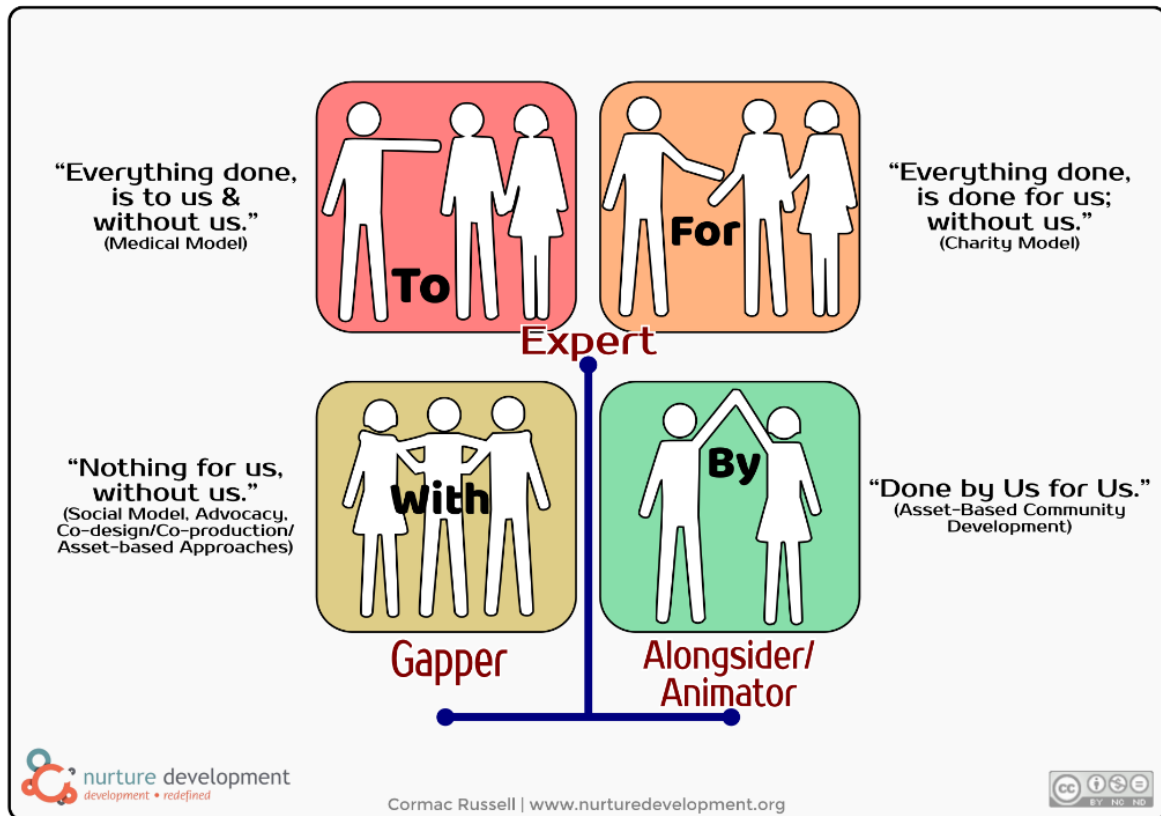 "Everything done,
is to us &
without us."
(Medical Model)
To
For
"Everything done,
is done for us;
without us."
(Charity Model)
Expert
"Nothing for us,
without us."
(Social Model, Advocacy,
Co-design/Co-production/
Asset-based Approaches)
With
By
"Done by Us for Us."
(Asset-Based Community
Development)
Gapper
Alongsider/
Animator
nurture development
development • redefined
Cormac Russell | www.nurturedevelopment.org
cc
BY NC ND